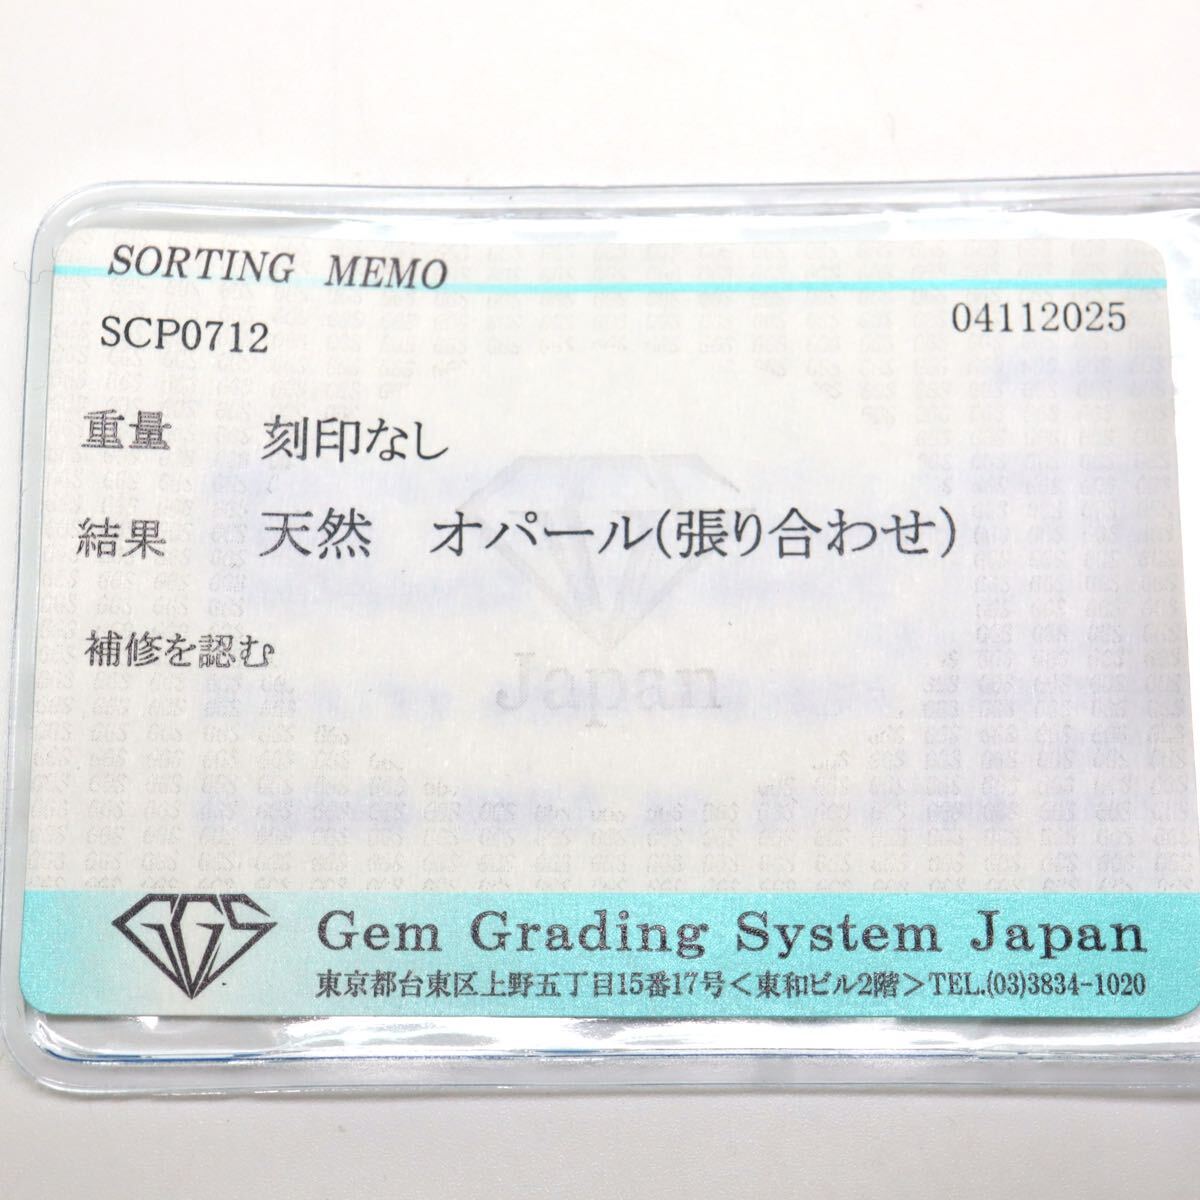 SORTING MEMO
SCP0712 04112025
重量 刻印なし
結果 天然 オパール(張り合わせ)
補修を認む
Japan
GGS Gem Grading System Japan
東京都台東区上野五丁目15番17号<東和ビル2階>TEL.(03)3834-1020